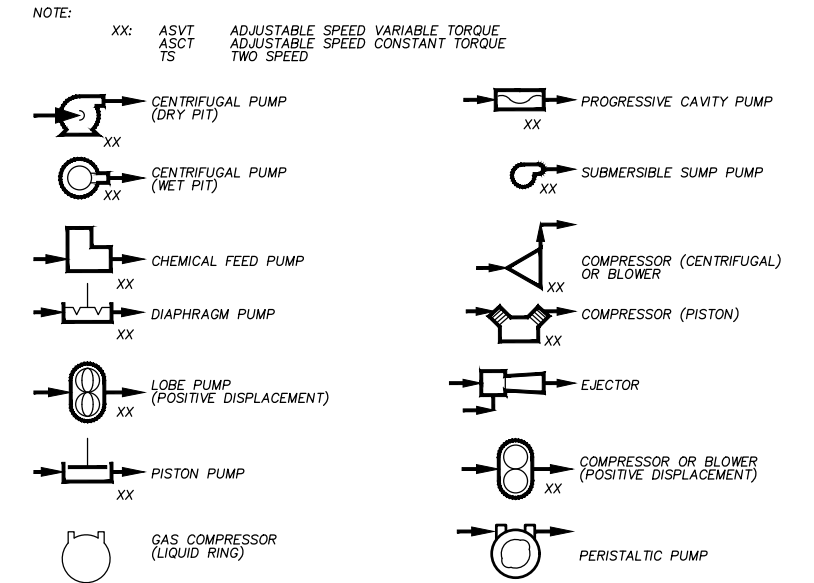 NOTE:
XX: ASVT ADJUSTABLE SPEED VARIABLE TORQUE
ASCT ADJUSTABLE SPEED CONSTANT TORQUE
TS TWO SPEED
CENTRIFUGAL PUMP
(DRY PIT)
XX
CENTRIFUGAL PUMP
(WET PIT)
XX
CHEMICAL FEED PUMP
XX
DIAPHRAGM PUMP
XX
LOBE PUMP
(POSITIVE DISPLACEMENT)
XX
PISTON PUMP
XX
GAS COMPRESSOR
(LIQUID RING)
PROGRESSIVE CAVITY PUMP
XX
SUBMERSIBLE SUMP PUMP
XX
COMPRESSOR (CENTRIFUGAL)
OR BLOWER
XX
COMPRESSOR (PISTON)
XX
EJECTOR
COMPRESSOR OR BLOWER
(POSITIVE DISPLACEMENT)
XX
PERISTALTIC PUMP